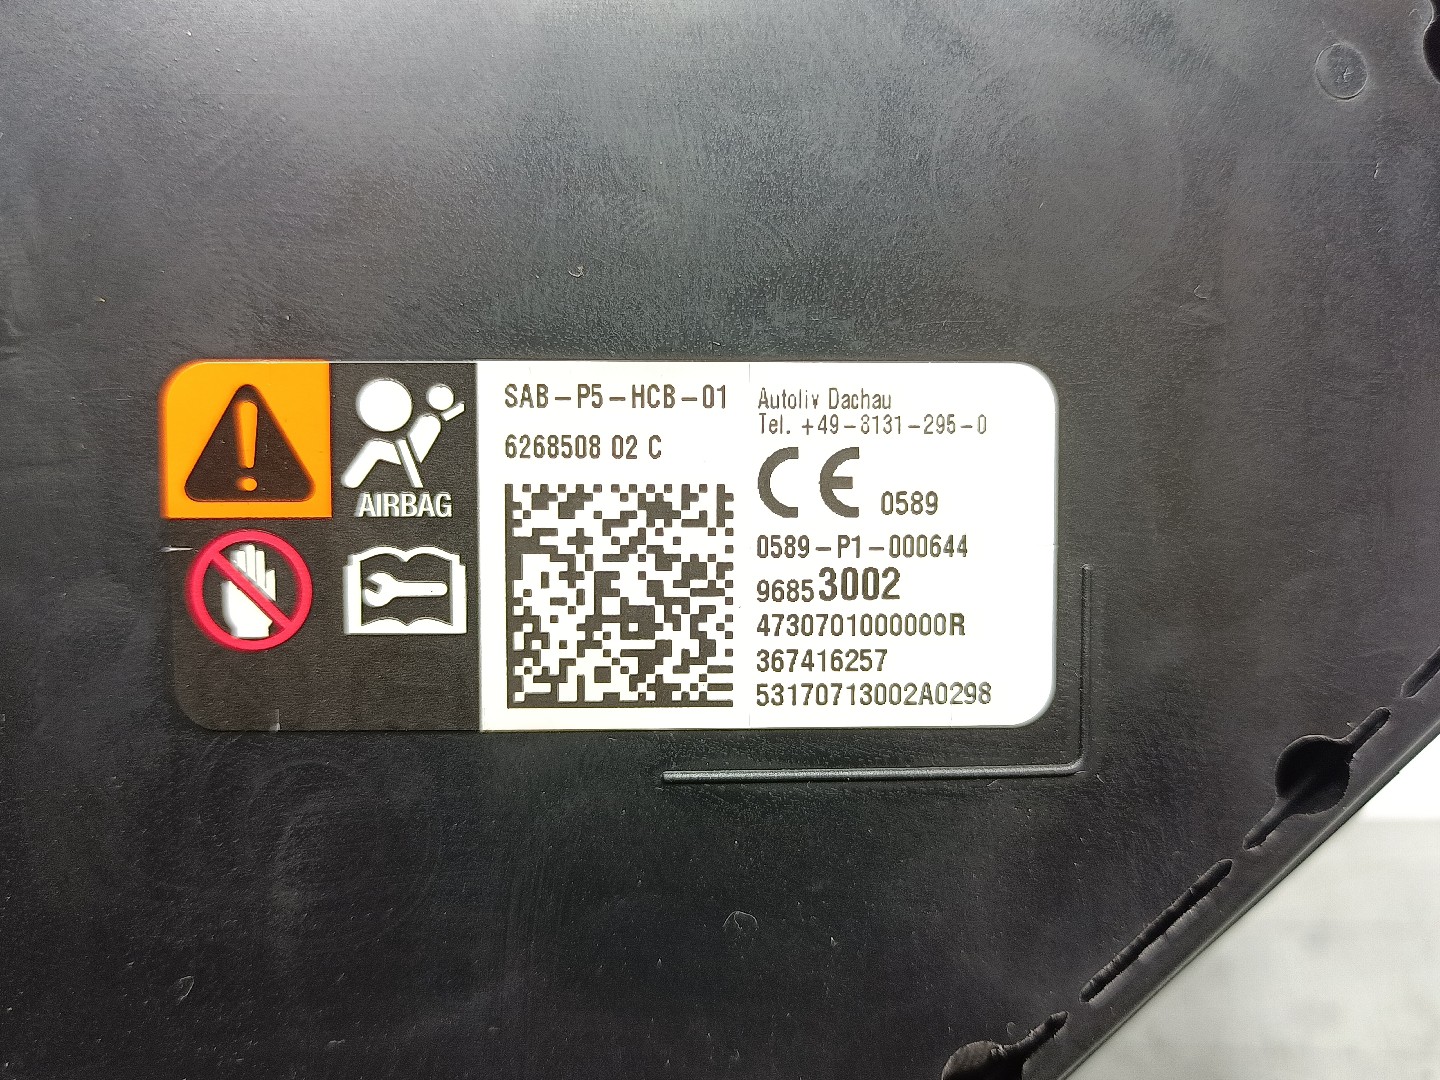 AIRBAG
SAB-P5-HCB-01
6268508 02 C
Autoliv Dachau
Tel. +49-8131-295-0
CE 0589
0589-P1-000644
96853002
4730701000000R
367416257
53170713002A0298